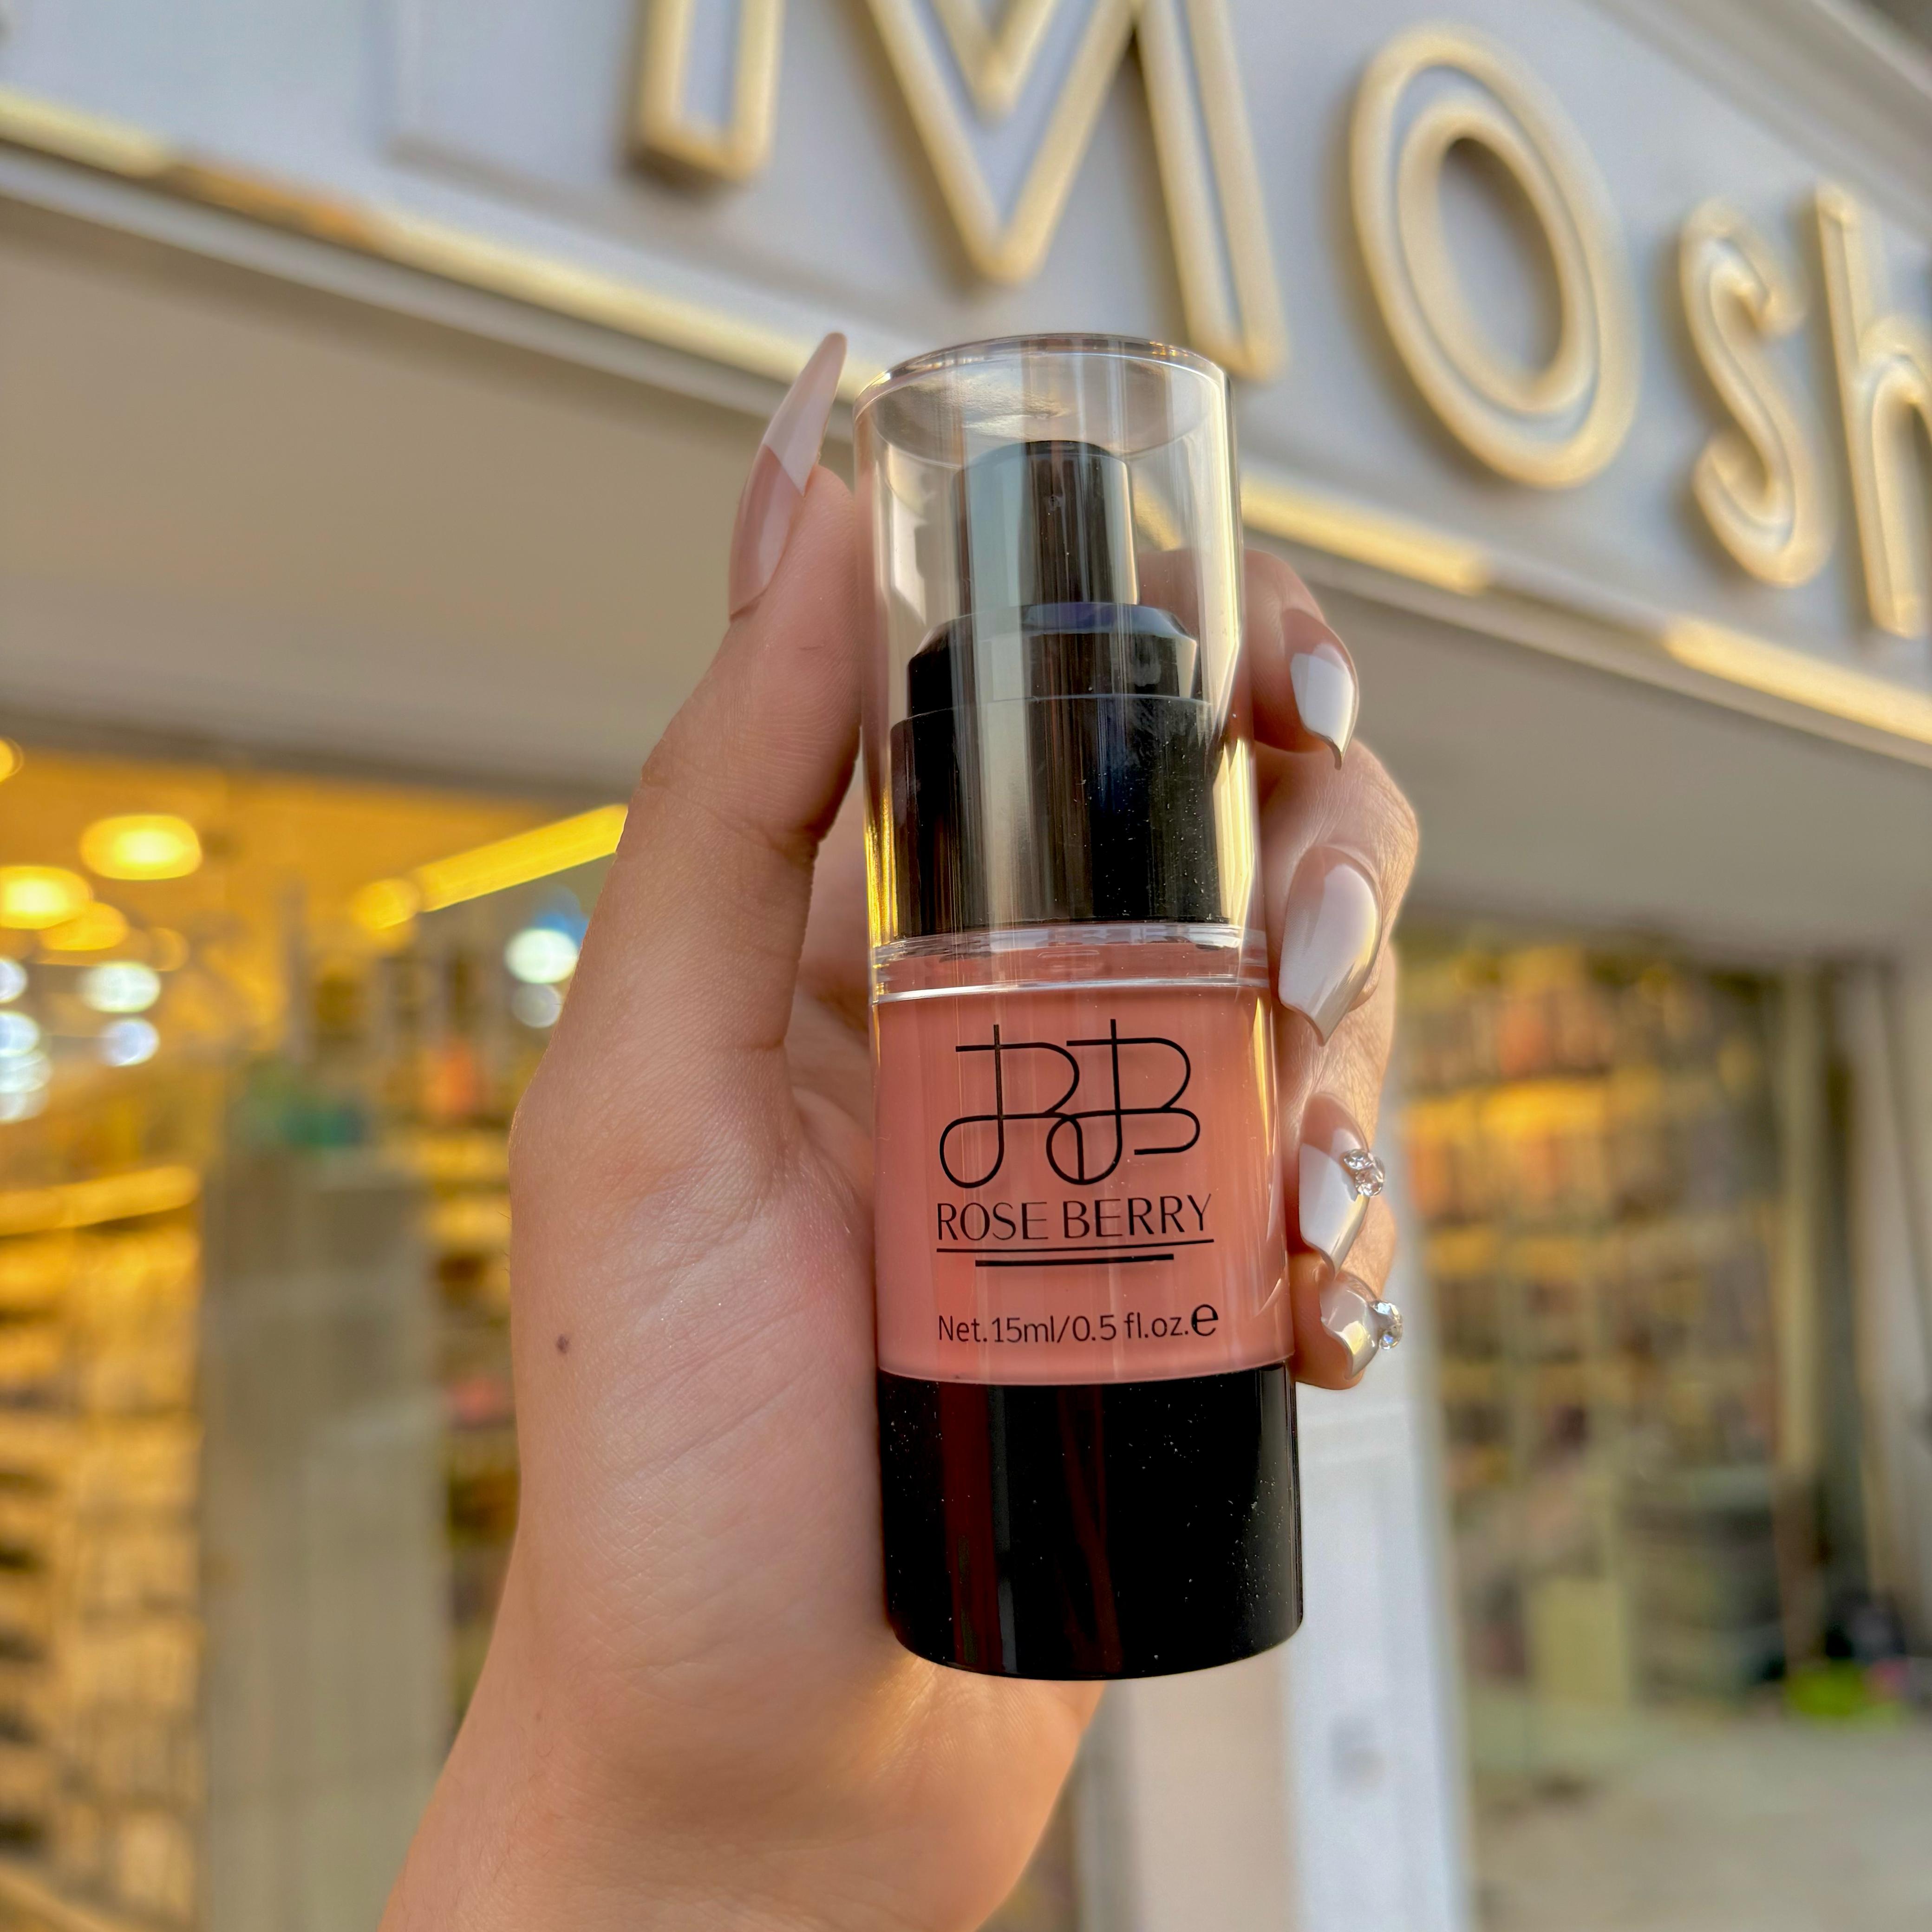 Mosh
RB
ROSE BERRY
Net.15ml/0.5 fl.oz.e